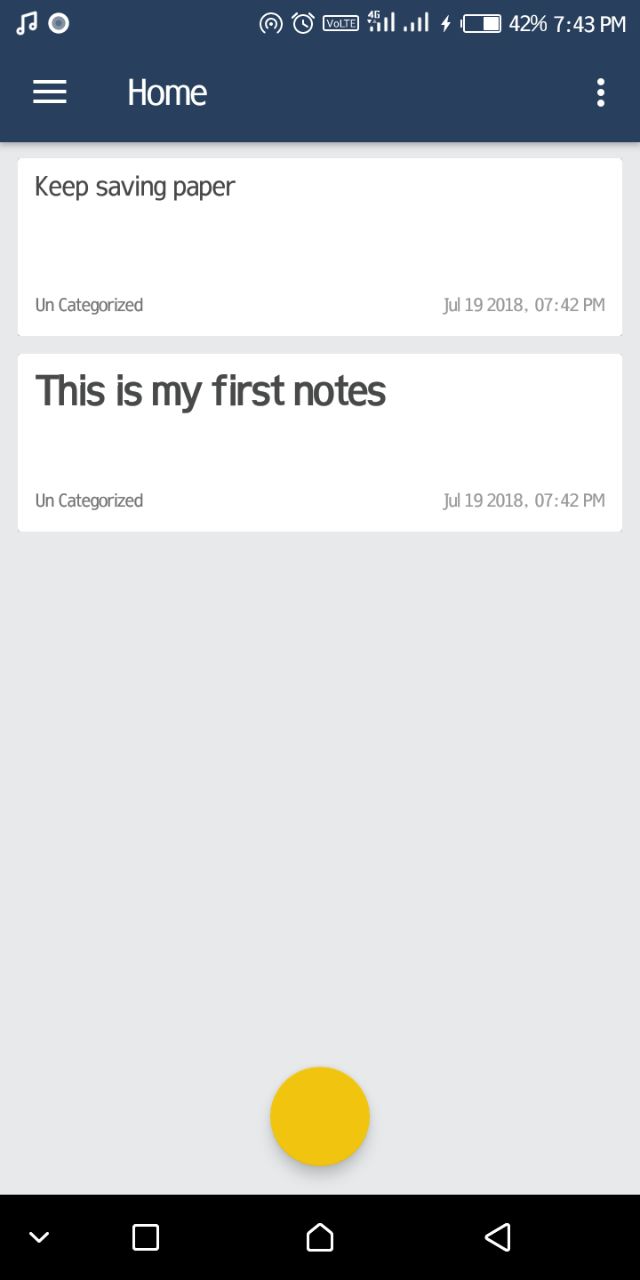 VoLTE 4G 42% 7:43 PM
Home
Keep saving paper
Un Categorized Jul 19 2018, 07:42 PM
This is my first notes
Un Categorized Jul 19 2018, 07:42 PM